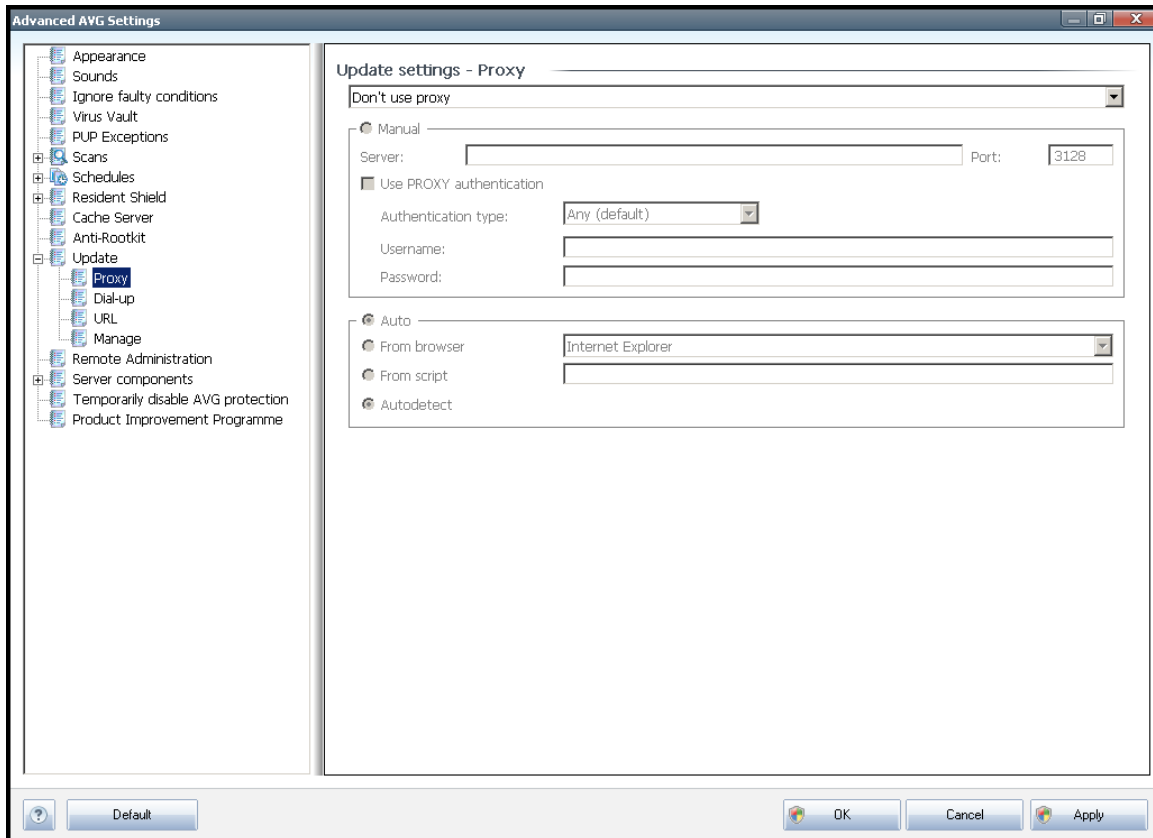 Advanced AVG Settings
Appearance
Sounds
Ignore faulty conditions
Virus Vault
PUP Exceptions
Scans
Schedules
Resident Shield
Cache Server
Anti-Rootkit
Update
Proxy
Dial-up
URL
Manage
Remote Administration
Server components
Temporarily disable AVG protection
Product Improvement Programme
Update settings - Proxy
Don't use proxy
Manual
Server: Port: 3128
Use PROXY authentication
Authentication type: Any (default)
Username:
Password:
Auto
From browser Internet Explorer
From script
Autodetect
? Default OK Cancel Apply